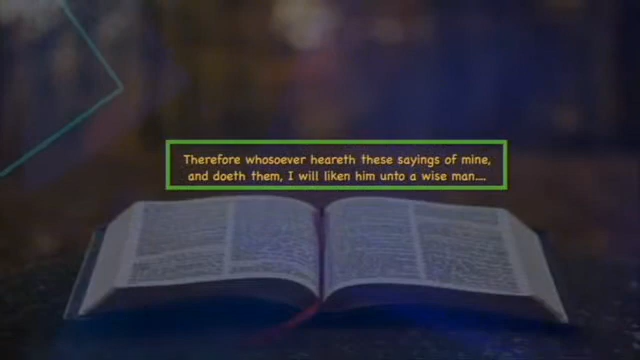 Therefore whosoever heareth these sayings of mine,
and doeth them, I will liken him unto a wise man....